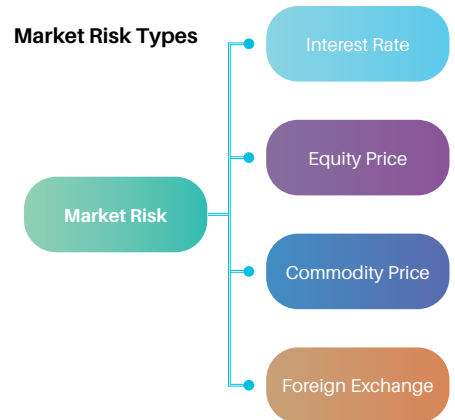 Market Risk Types
Interest Rate
Equity Price
Market Risk
Commodity Price
Foreign Exchange